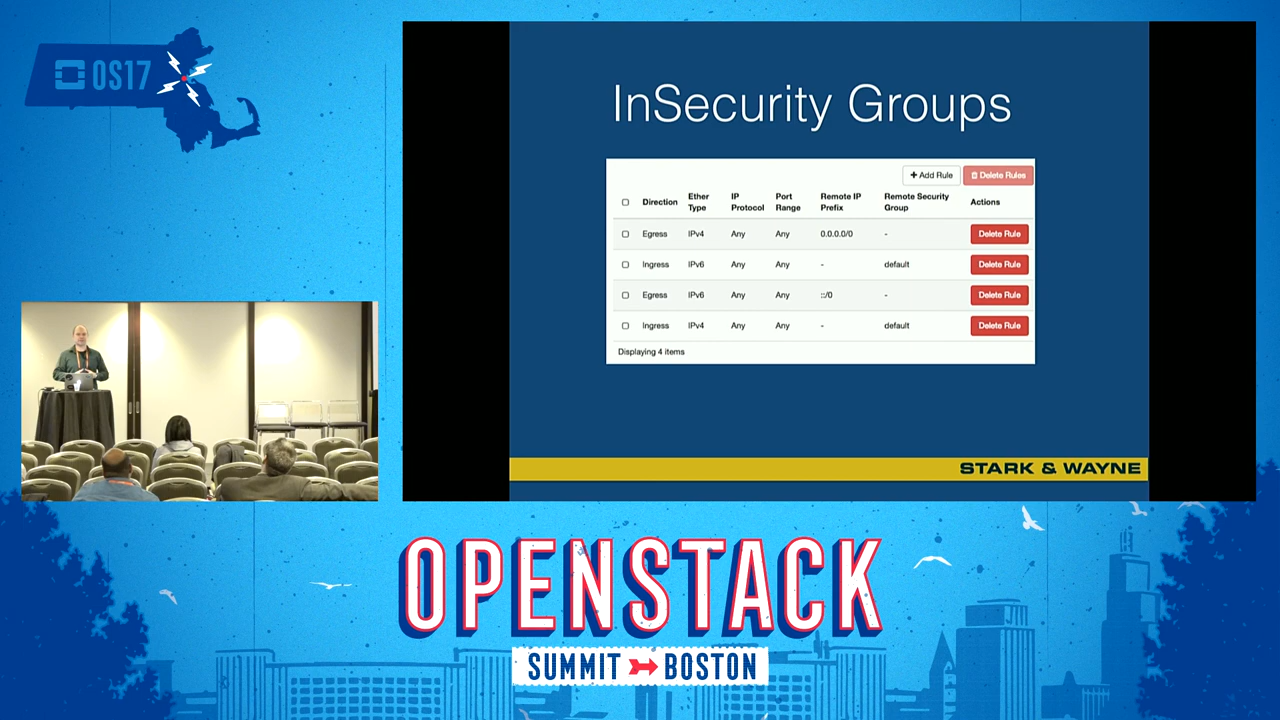 OS17
InSecurity Groups
+ Add Rule Delete Rules
Direction Ether Type IP Protocol Port Range Remote IP Prefix Remote Security Group Actions
Egress IPv4 Any Any 0.0.0.0/0 - Delete Rule
Ingress IPv6 Any Any - default Delete Rule
Egress IPv6 Any Any ::/0 - Delete Rule
Ingress IPv4 Any Any - default Delete Rule
Displaying 4 items
STARK & WAYNE
OPENSTACK
SUMMIT BOSTON